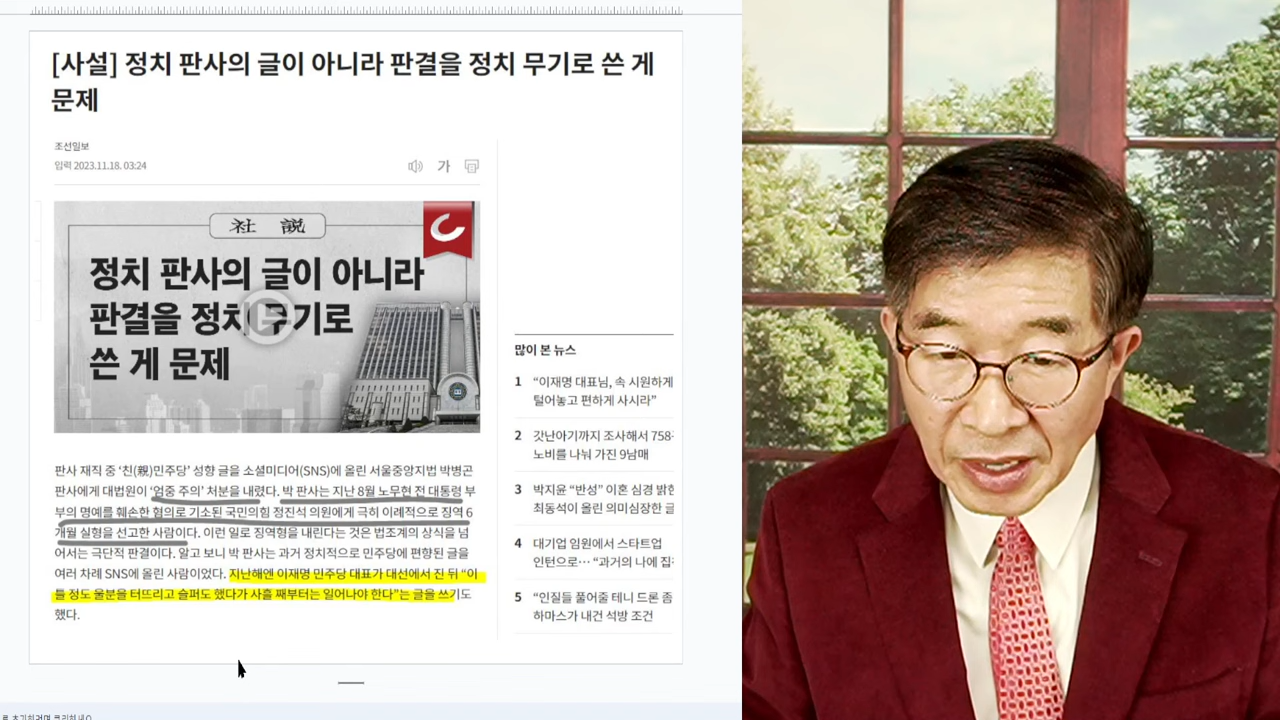 [사설] 정치 판사의 글이 아니라 판결을 정치 무기로 쓴 게
문제
조선일보
입력 2023.11.18. 03:24
가
社 説
정치 판사의 글이 아니라
판결을 정치 무기로
쓴 게 문제
판사 재직 중 ‘친(親)민주당’ 성향 글을 소셜미디어(SNS)에 올린 서울중앙지법 박병곤
판사에게 대법원이 ‘엄중 주의’ 처분을 내렸다. 박 판사는 지난 8월 노무현 전 대통령 부
부의 명예를 훼손한 혐의로 기소된 국민의힘 정진석 의원에게 극히 이례적으로 징역 6
개월 실형을 선고한 사람이다. 이런 일로 징역형을 내린다는 것은 법조계의 상식을 넘
어서는 극단적 판결이다. 알고 보니 박 판사는 과거 정치적으로 민주당에 편향된 글을
여러 차례 SNS에 올린 사람이었다. 지난해엔 이재명 민주당 대표가 대선에서 진 뒤 “이
틀 정도 울분을 터뜨리고 슬퍼도 했다가 사흘 째부터는 일어나야 한다”는 글을 쓰기도
했다.
많이 본 뉴스
1 “이재명 대표님, 속 시원하게
털어놓고 편하게 사시라”
2 갓난아기까지 조사해서 758
노비를 나눠 가진 9남매
3 박지윤 “반성” 이혼 심경 밝힌
최동석이 올린 의미심장한 글
4 대기업 임원에서 스타트업
인턴으로… “과거의 나에 집
5 “인질들 풀어줄 테니 드론 좀
하마스가 내건 석방 조건